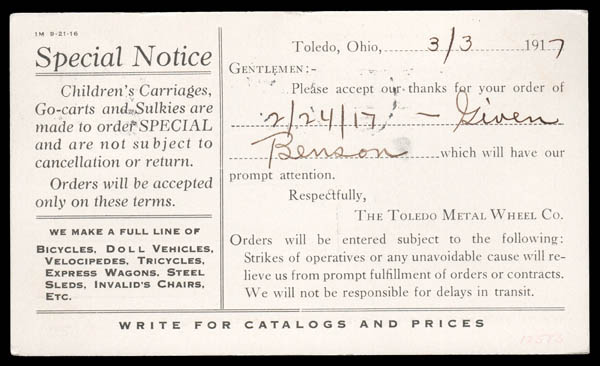 1M 9-21-16
Special Notice
Children's Carriages,
Go-carts and Sulkies are
made to order SPECIAL
and are not subject to
cancellation or return.
Orders will be accepted
only on these terms.
WE MAKE A FULL LINE OF
BICYCLES, DOLL VEHICLES,
VELOCIPEDES, TRICYCLES,
EXPRESS WAGONS, STEEL
SLEDS, INVALID'S CHAIRS,
ETC.
Toledo, Ohio, 3/3 1917
GENTLEMEN:-
Please accept our thanks for your order of
2/24/17 - Given
Benson which will have our
prompt attention.
Respectfully,
THE TOLEDO METAL WHEEL CO.
Orders will be entered subject to the following:
Strikes of operatives or any unavoidable cause will re-
lieve us from prompt fulfillment of orders or contracts.
We will not be responsible for delays in transit.
WRITE FOR CATALOGS AND PRICES